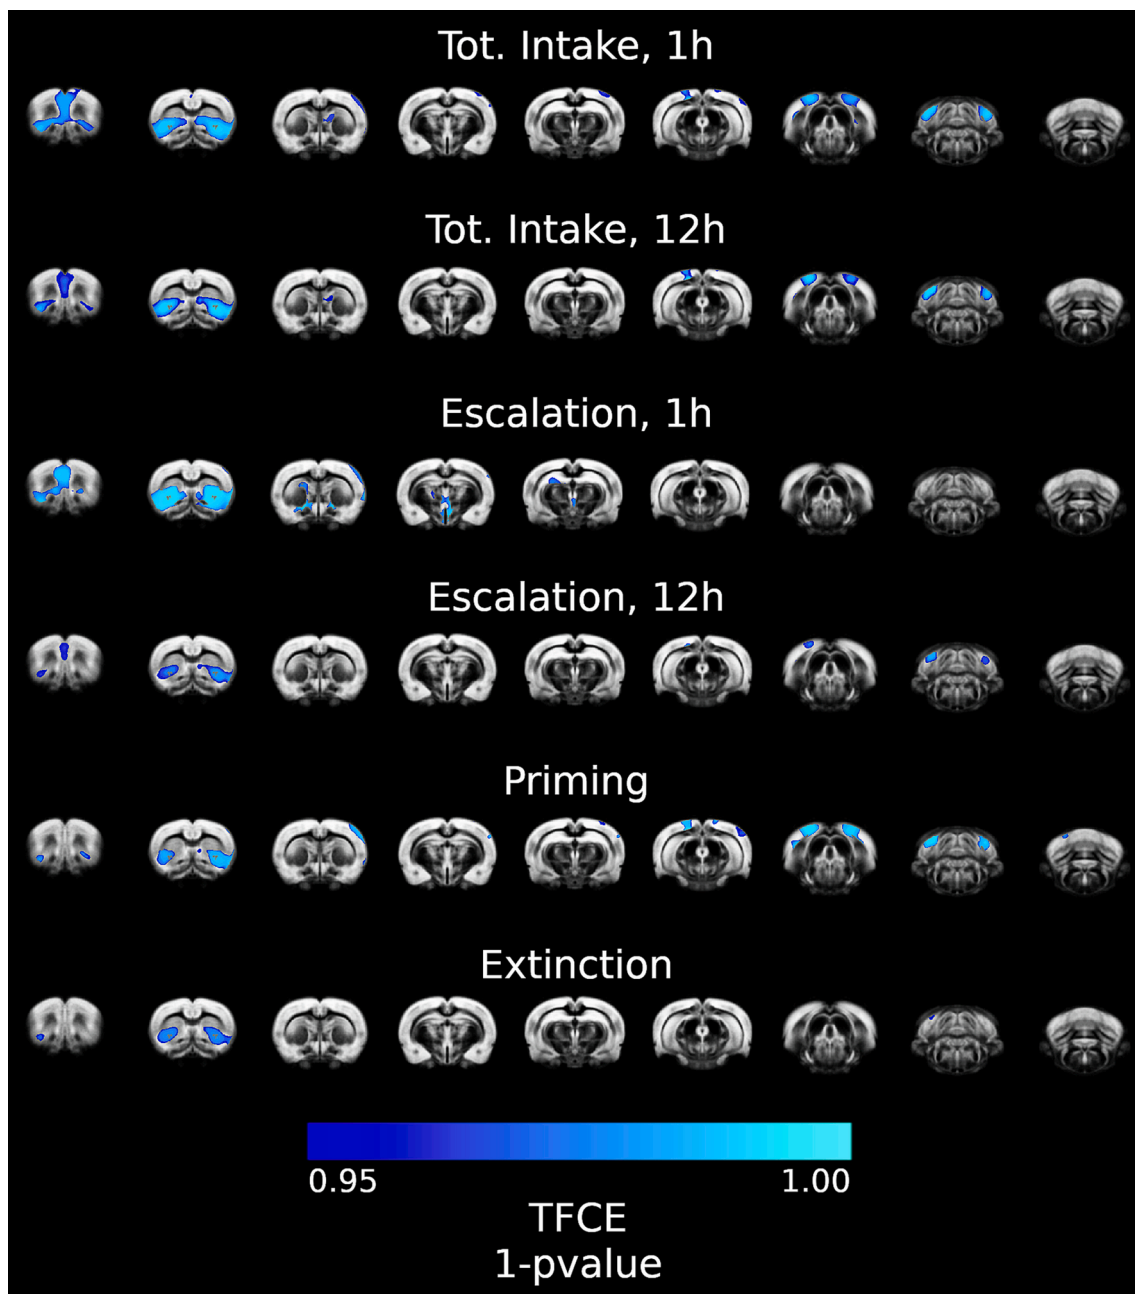 Tot. Intake, 1h
Tot. Intake, 12h
Escalation, 1h
Escalation, 12h
Priming
Extinction
0.95 1.00
TFCE
1-pvalue